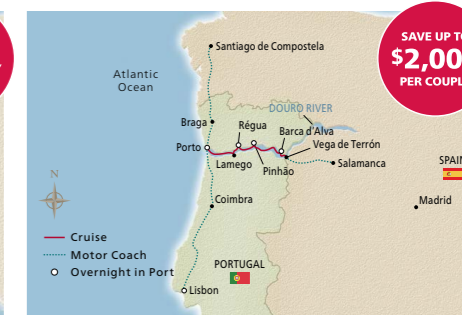 SAVE UP TO
$2,00
PER COUPL
Santiago de Compostela
Atlantic
Ocean
DOURO RIVER
Braga
Régua
Barca d'Alva
Porto
Vega de Terrón
Lamego
Pinhão
Salamanca
SPAIN
N
Coimbra
Madrid
Cruise
Motor Coach
Overnight in Port
PORTUGAL
Lisbon